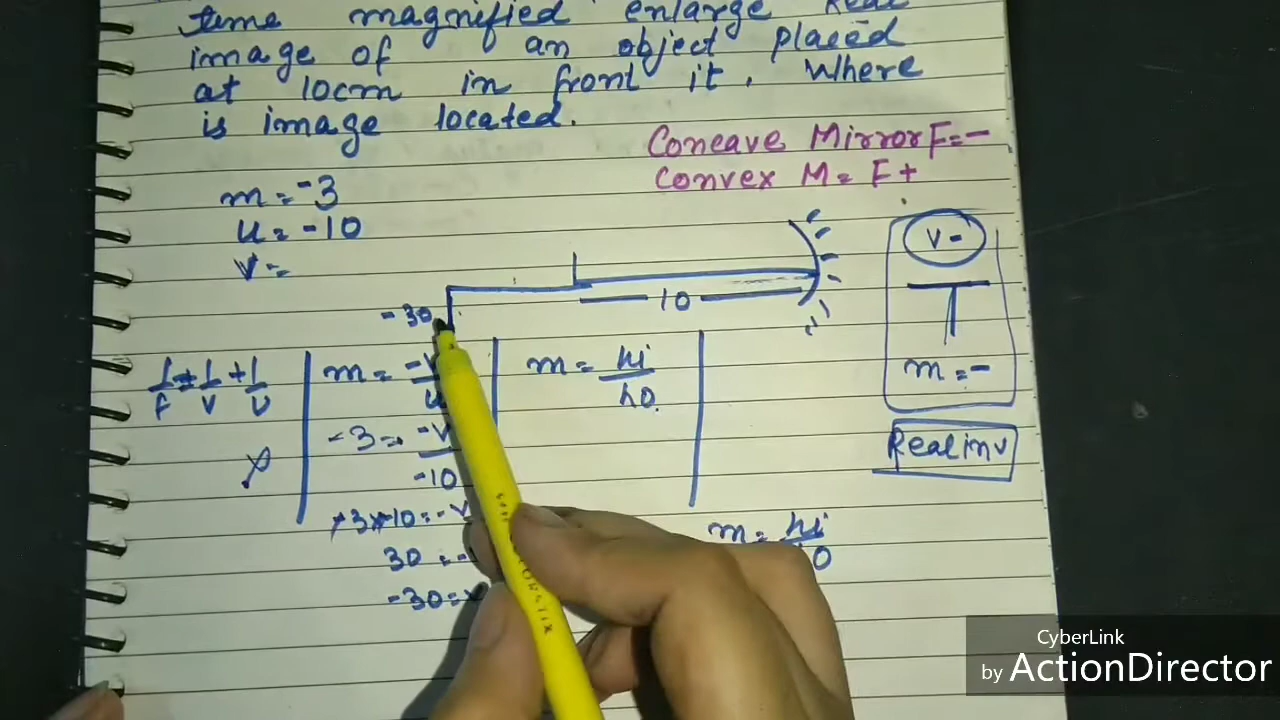 time magnified enlarge Real
image of an object placed
at 10cm in front it. Where
is image located.
Concave Mirror F=-
Convex M= F+
m=-3
u=-10
v=
v-
10
-30
1/F=1/v+1/u
m=-v/u
m=hi/ho
m=-
-3=-v/-10
Real inv
-3x-10=-v
30=-
-30=v
m=hi
CyberLink
by ActionDirector